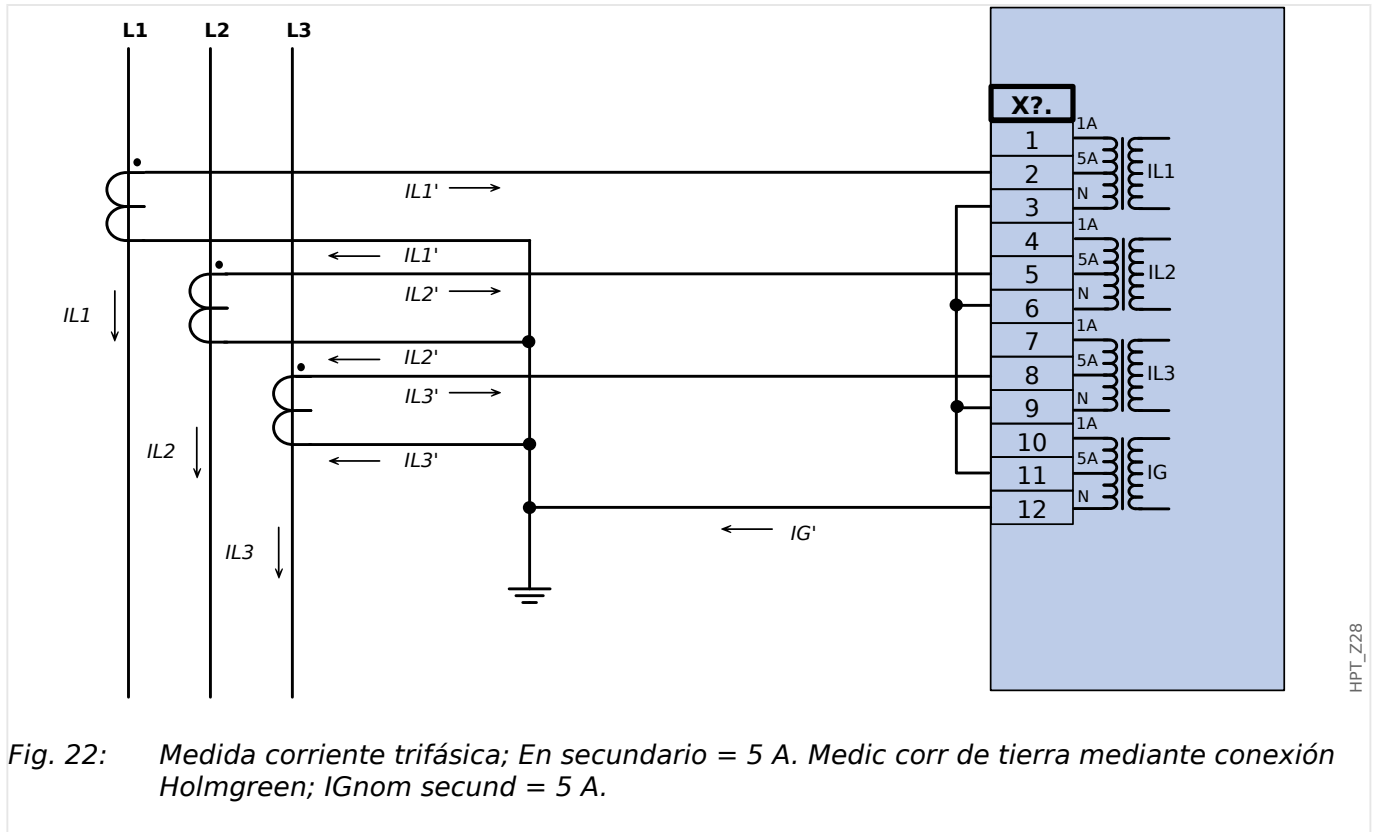 L1 L2 L3
X?.
1
2
3
4
5
6
7
8
9
10
11
12
1A
5A
N
IL1
1A
5A
N
IL2
1A
5A
N
IL3
1A
5A
N
IG
IL1'
IL1'
IL2'
IL2'
IL3'
IL3'
IG'
IL1
IL2
IL3
HPT_Z28
Fig. 22: Medida corriente trifásica; En secundario = 5 A. Medic corr de tierra mediante conexión
Holmgreen; IGnom secund = 5 A.